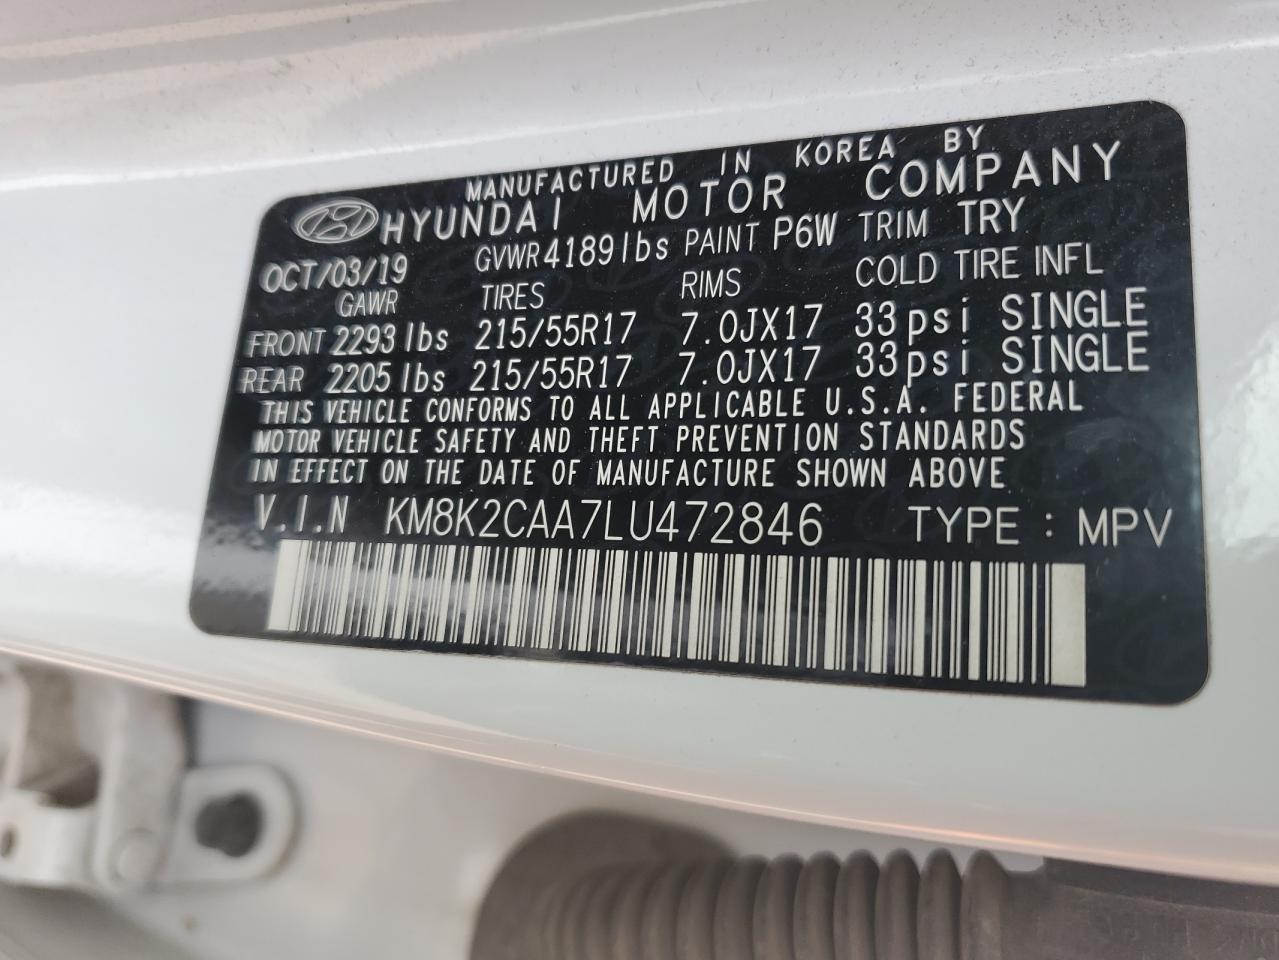 MANUFACTURED IN KOREA BY
HYUNDAI MOTOR COMPANY
OCT/03/19 GVWR 4189lbs PAINT P6W TRIM TRY
GAWR TIRES RIMS COLD TIRE INFL
FRONT 2293 lbs 215/55R17 7.0JX17 33psi SINGLE
REAR 2205 lbs 215/55R17 7.0JX17 33psi SINGLE
THIS VEHICLE CONFORMS TO ALL APPLICABLE U.S.A. FEDERAL
MOTOR VEHICLE SAFETY AND THEFT PREVENTION STANDARDS
IN EFFECT ON THE DATE OF MANUFACTURE SHOWN ABOVE
V.I.N KM8K2CAA7LU472846 TYPE : MPV